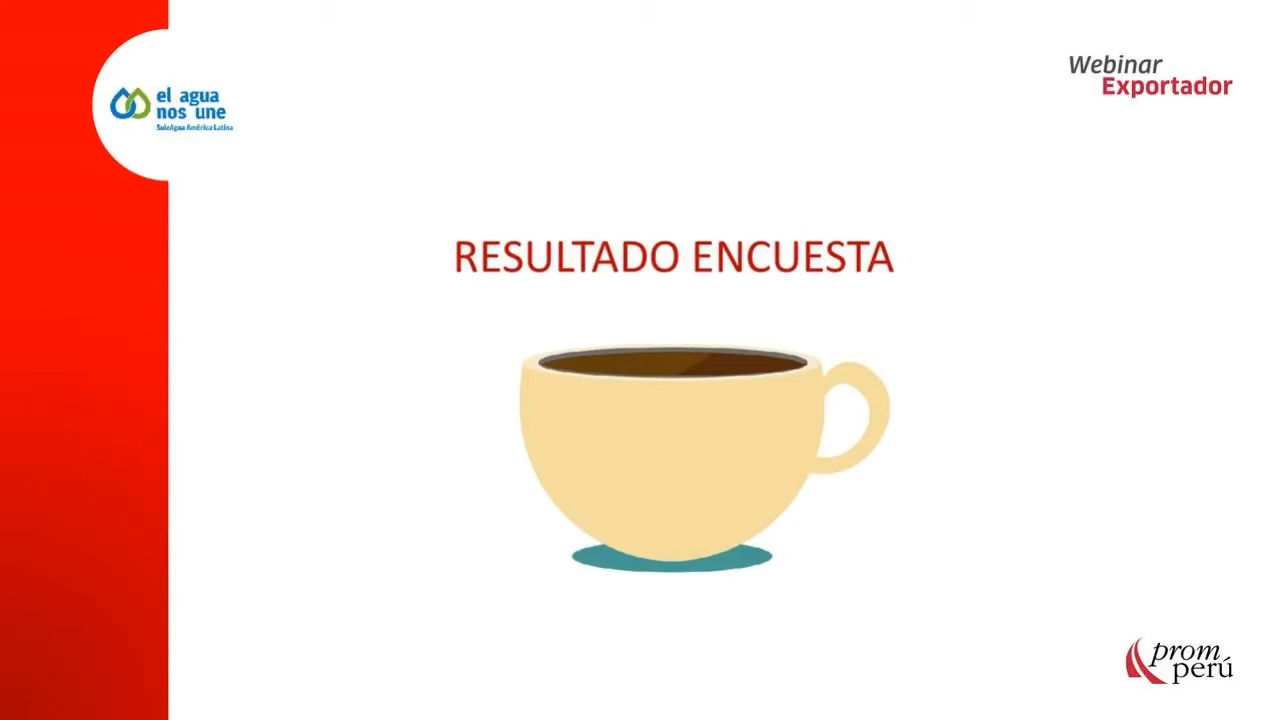 el agua
nos une
SuizAgua América Latina
Webinar
Exportador
RESULTADO ENCUESTA
prom
perú